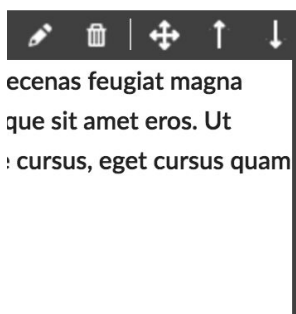 ecenas feugiat magna
que sit amet eros. Ut
cursus, eget cursus quam